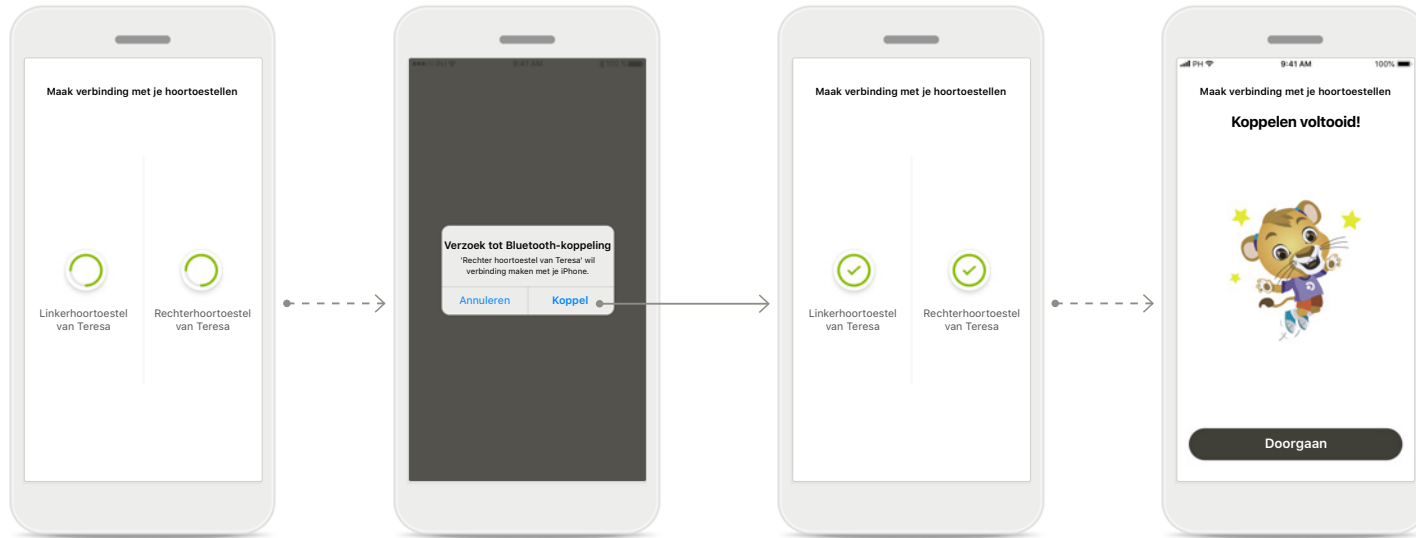 Maak verbinding met je hoortoestellen
Linkerhoortoestel
van Teresa
Rechterhoortoestel
van Teresa
9:41 AM
Verzoek tot Bluetooth-koppeling
'Rechter hoortoestel van Teresa' wil
verbinding maken met je iPhone.
Annuleren Koppel
Maak verbinding met je hoortoestellen
Linkerhoortoestel
van Teresa
Rechterhoortoestel
van Teresa
PH 9:41 AM 100%
Maak verbinding met je hoortoestellen
Koppelen voltooid!
Doorgaan